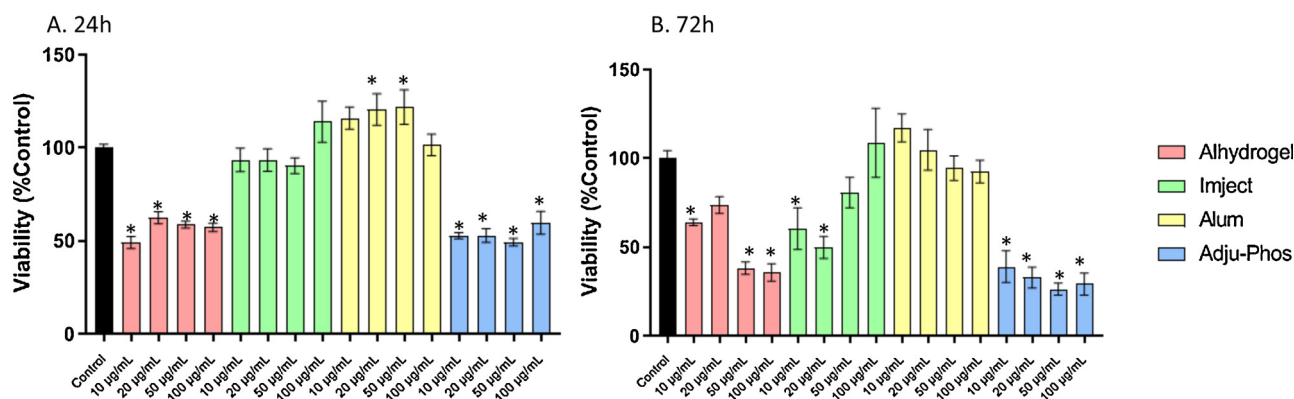 A. 24h
Viability (%Control)
150
100
50
0
* * * * * * * * * *
Control
10 µg/mL
20 µg/mL
50 µg/mL
100 µg/mL
10 µg/mL
20 µg/mL
50 µg/mL
100 µg/mL
10 µg/mL
20 µg/mL
50 µg/mL
100 µg/mL
10 µg/mL
20 µg/mL
50 µg/mL
100 µg/mL
B. 72h
Viability (%Control)
150
100
50
0
* * * * * * * * *
Control
10 µg/mL
20 µg/mL
50 µg/mL
100 µg/mL
10 µg/mL
20 µg/mL
50 µg/mL
100 µg/mL
10 µg/mL
20 µg/mL
50 µg/mL
100 µg/mL
10 µg/mL
20 µg/mL
50 µg/mL
100 µg/mL
Alhydrogel
Imject
Alum
Adju-Phos